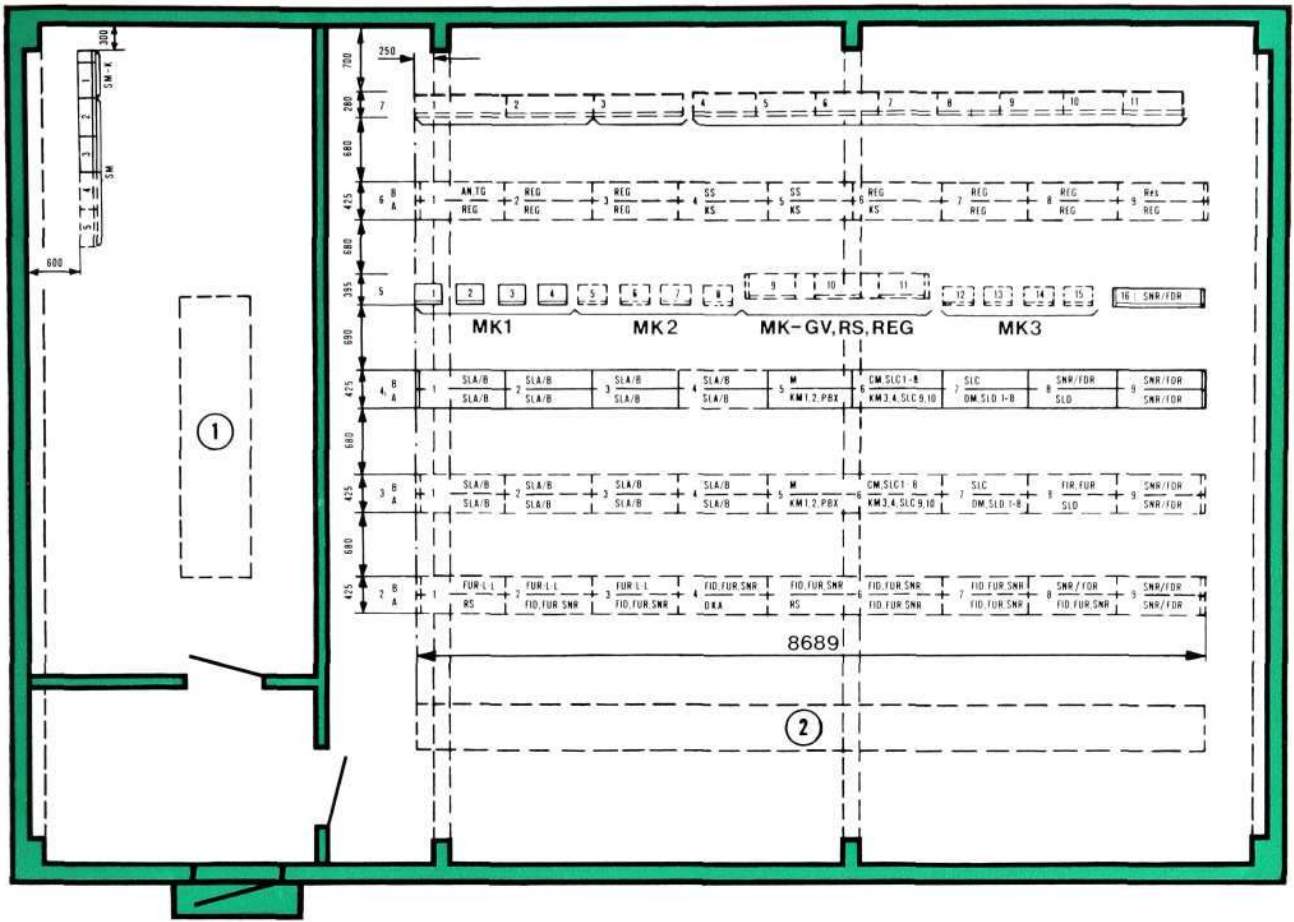 300
1 SM-K
2
3 SM
4
5
600
1
700
250
280
7 1 2 3 4 5 6 7 8 9 10 11
680
425
6 B AN.TG REG REG SS SS REG REG REG Res
1 2 3 4 5 6 7 8 9
A REG REG REG KS KS KS REG REG REG
680
395
5 1 2 3 4 5 6 7 8 9 10 11 12 13 14 15 16 SNR/FDR
MK1 MK2 MK-GV,RS,REG MK3
690
425
4 B SLA/B SLA/B SLA/B SLA/B M CM,SLC1-8 SLC SNR/FDR SNR/FDR
1 2 3 4 5 6 7 8 9
A SLA/B SLA/B SLA/B SLA/B KM1,2,PBX KM3,4,SLC9,10 DM,SLD 1-8 SLD SNR/FDR
680
425
3 B SLA/B SLA/B SLA/B SLA/B M CM,SLC1-8 SLC FIR,FUR SNR/FDR
1 2 3 4 5 6 7 8 9
A SLA/B SLA/B SLA/B SLA/B KM1,2,PBX KM3,4,SLC9,10 DM,SLD.1-8 SLD SNR/FDR
680
425
2 B FUR-L-L FUR-L-L FUR-L-L FID,FUR,SNR FID,FUR SNR FID,FUR,SNR FID FUR SNR SNR/FDR SNR/FDR
1 2 3 4 5 6 7 8 9
A RS FID,FUR SNR FID,FUR,SNR DKA RS FID,FUR SNR FID,FUR,SNR FID,FUR,SNR SNR/FDR
8689
2